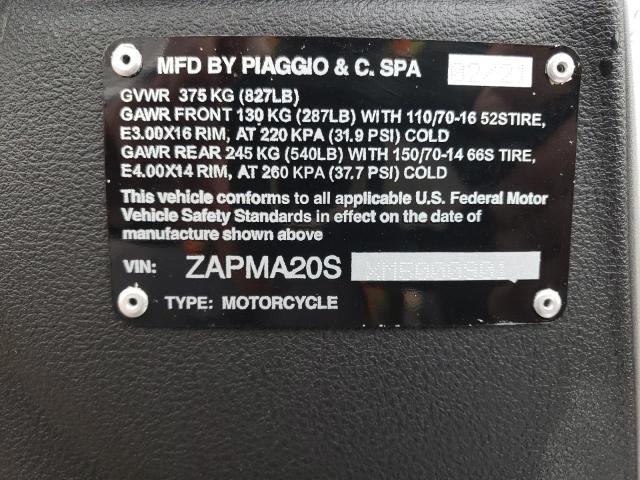 MFD BY PIAGGIO & C. SPA 02/21
GVWR 375 KG (827LB)
GAWR FRONT 130 KG (287LB) WITH 110/70-16 52STIRE,
E3.00X16 RIM, AT 220 KPA (31.9 PSI) COLD
GAWR REAR 245 KG (540LB) WITH 150/70-14 66S TIRE,
E4.00X14 RIM, AT 260 KPA (37.7 PSI) COLD
This vehicle conforms to all applicable U.S. Federal Motor
Vehicle Safety Standards in effect on the date of
manufacture shown above
VIN: ZAPMA20S
TYPE: MOTORCYCLE